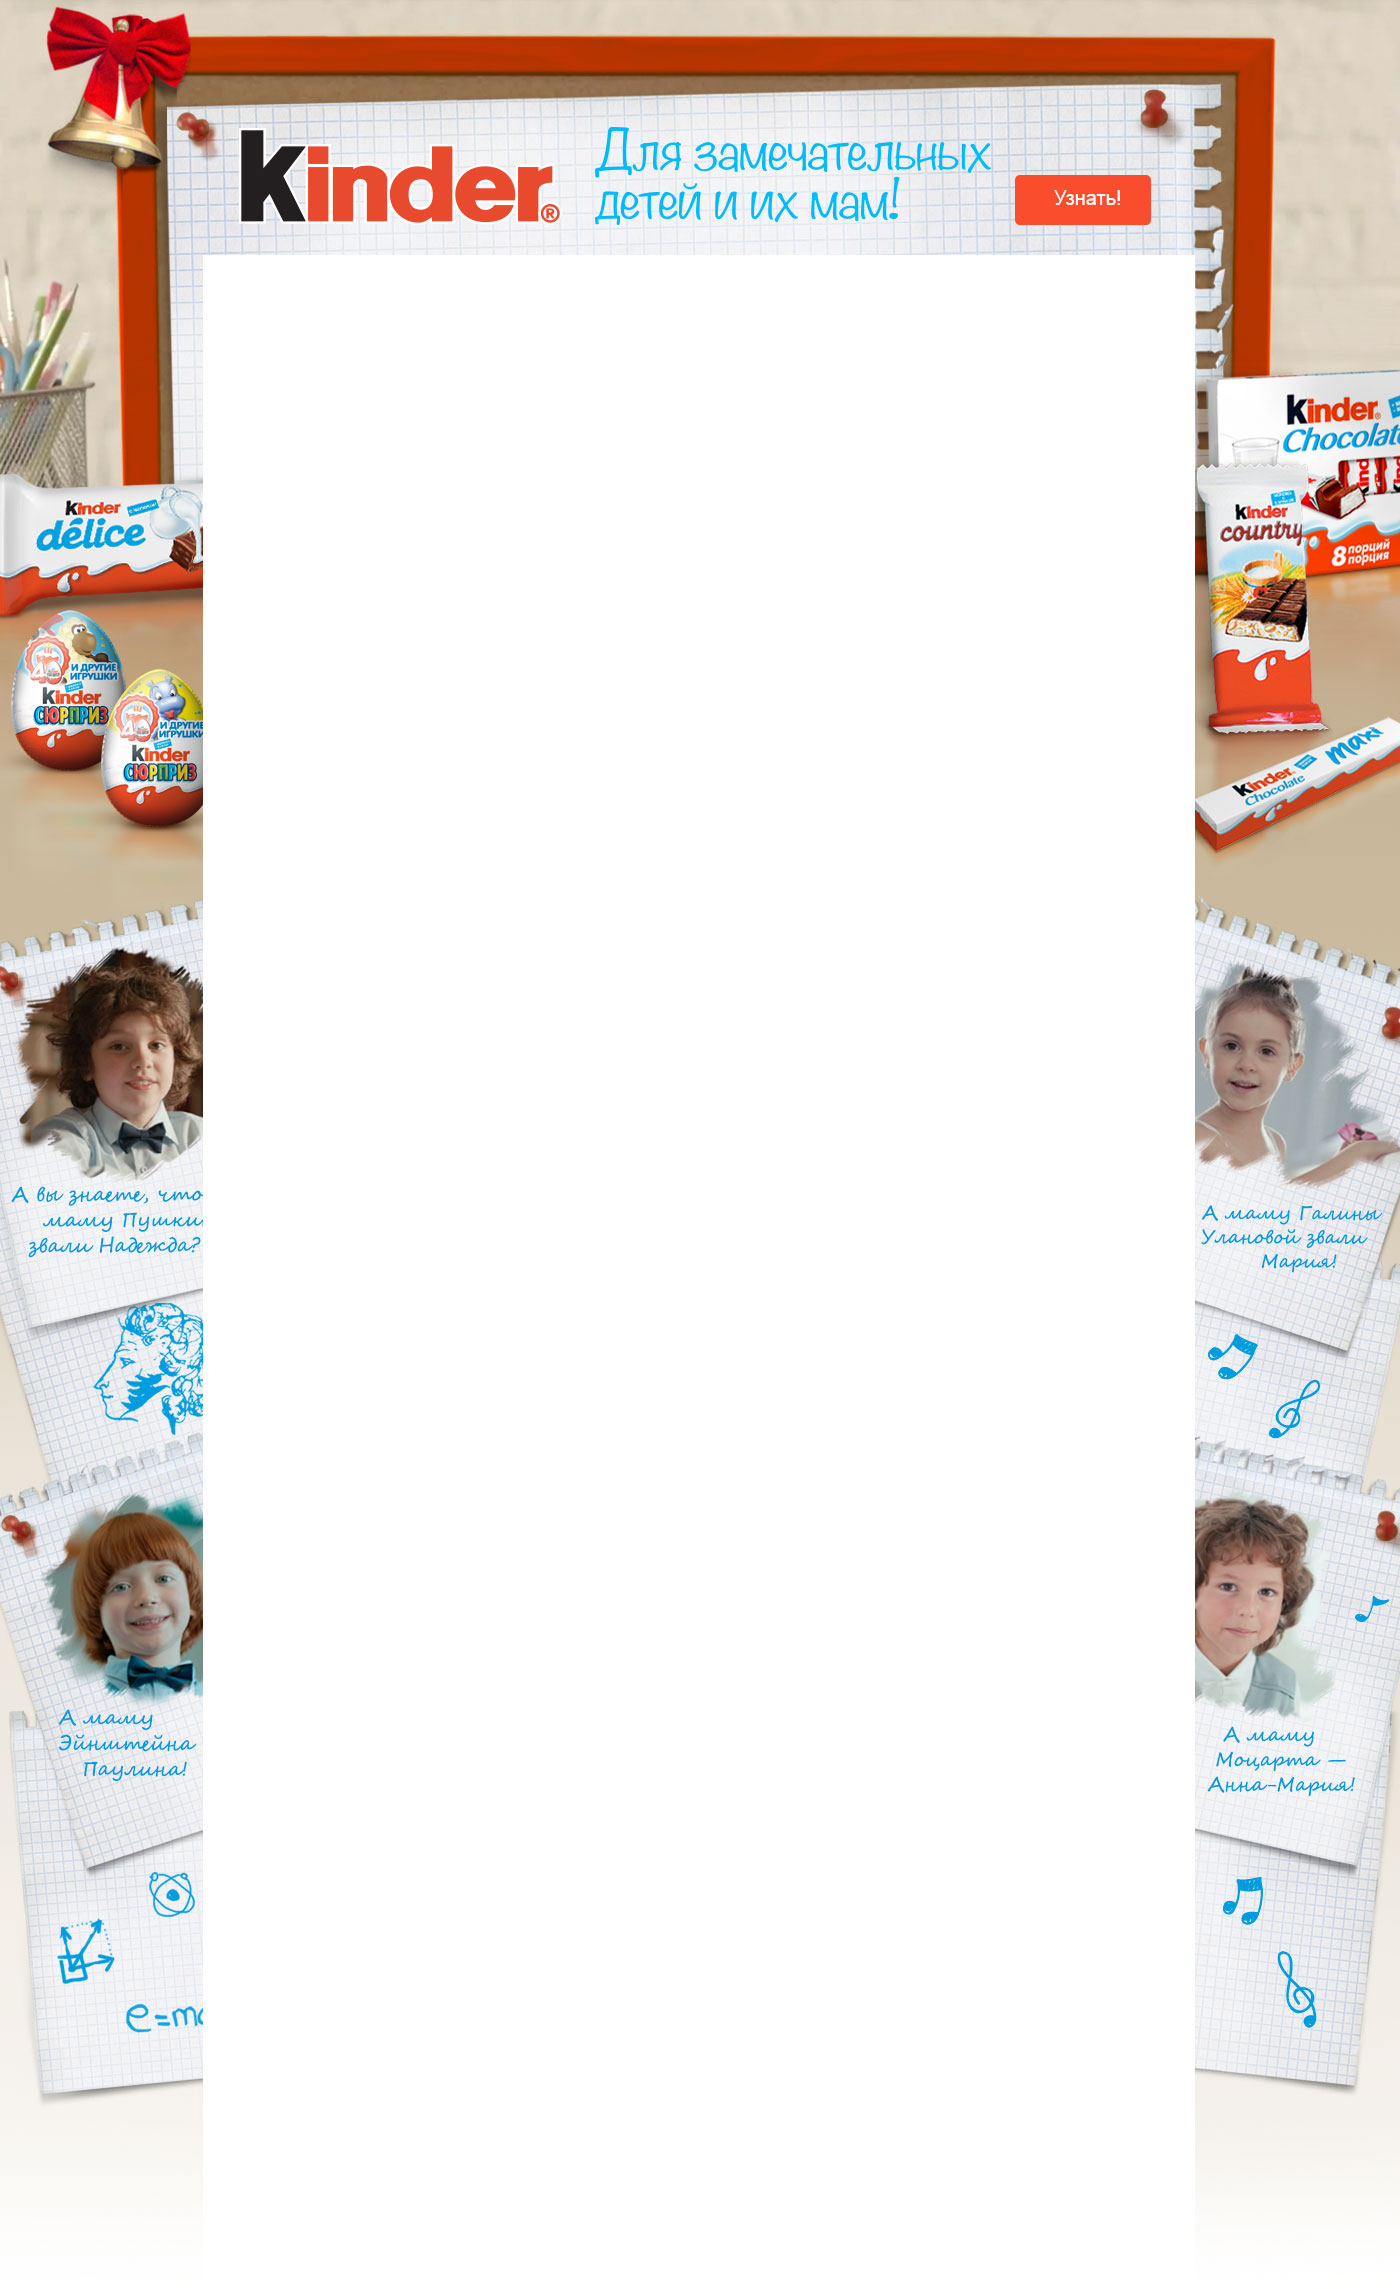 Kinder®
Для замечательных
детей и их мам!
Узнать!
Kinder
délice
Kinder®
Chocolate
Kinder
country
8 порций
порция
И ДРУГИЕ
ИГРУШКИ
Kinder
СЮРПРИЗ
И ДРУГИЕ
ИГРУШКИ
Kinder
СЮРПРИЗ
Kinder
Chocolate
maxi
А вы знаете, что
маму Пушки
звали Надежда?
А маму Галины
Улановой звали
Мария!
А маму
Эйнштейна
Паулина!
А маму
Моцарта —
Анна-Мария!
e=mc